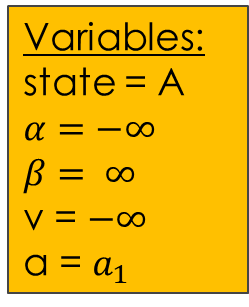 Variables:
state = A
α = −∞
β = ∞
v = −∞
a = a₁